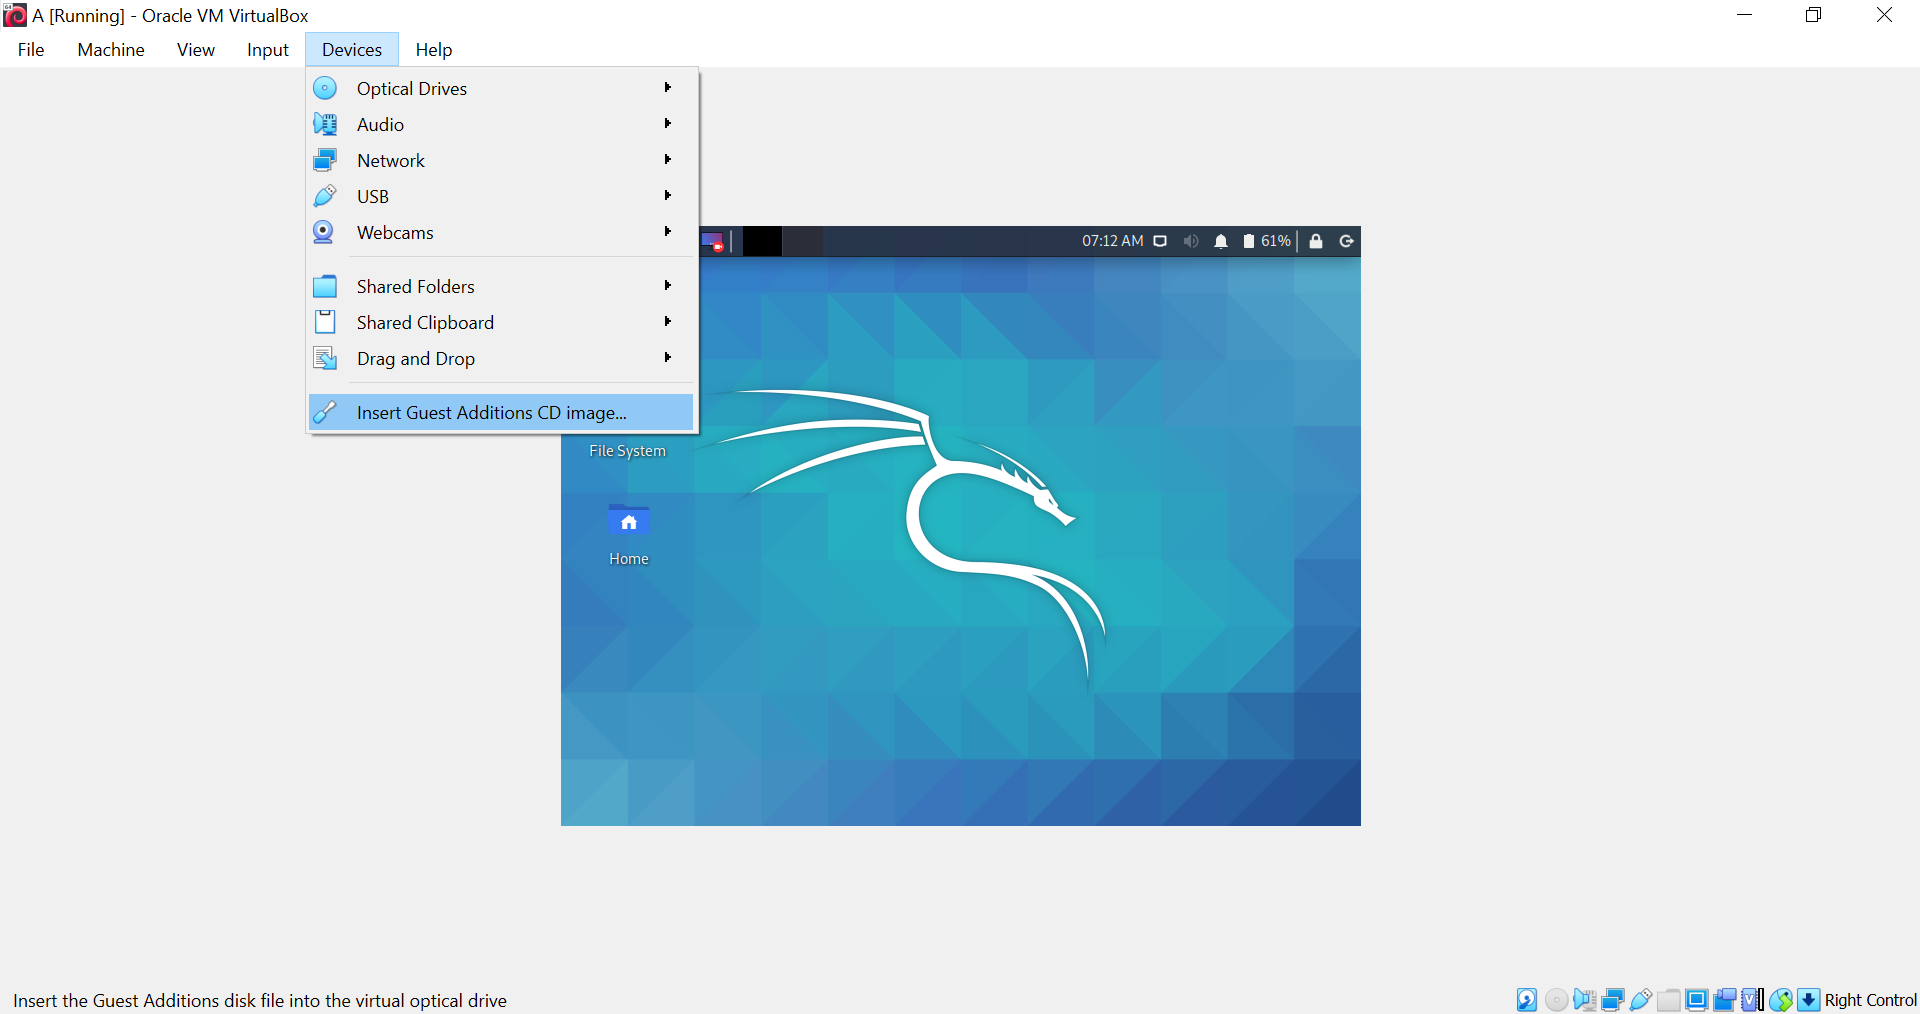 A [Running] - Oracle VM VirtualBox
File Machine View Input Devices Help
Optical Drives
Audio
Network
USB
Webcams
Shared Folders
Shared Clipboard
Drag and Drop
Insert Guest Additions CD image...
07:12 AM 61%
File System
Home
Insert the Guest Additions disk file into the virtual optical drive
Right Control